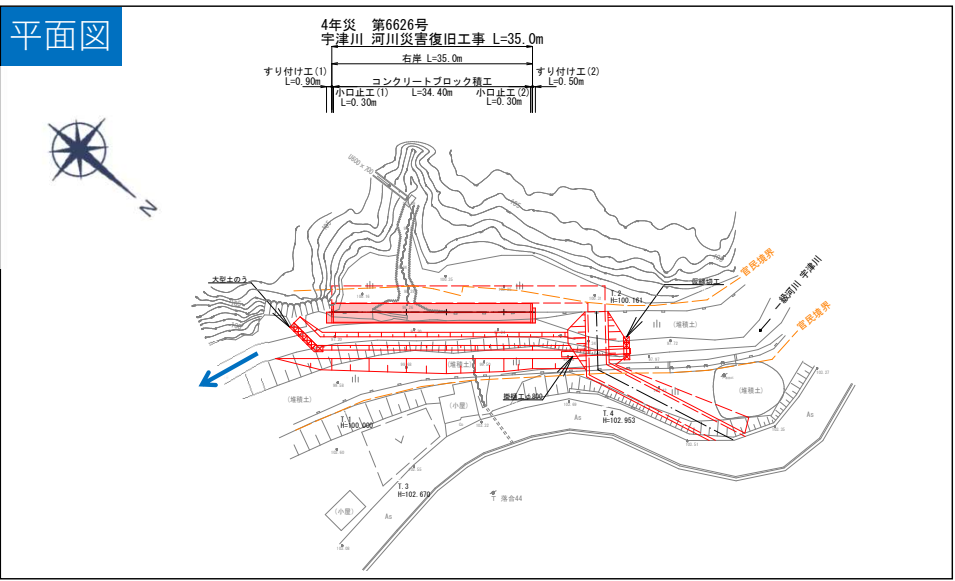 平面図
4年災 第6626号
宇津川 河川災害復旧工事 L=35.0m
右岸 L=35.0m
すり付け工(1)
L=0.90m
コンクリートブロック積工
L=34.40m
すり付け工(2)
L=0.50m
小口止工(1)
L=0.30m
小口止工(2)
L=0.30m
N
大型土のう
官民境界
一級河川 宇津川
仮締切工
T.2
H=100.161
官民境界
(堆積土)
(堆積土)
(堆積土)
(堆積土)
(小屋)
T.1
H=100.000
T.4
H=102.953
As
As
T.3
H=102.670
(小屋)
As
落合44